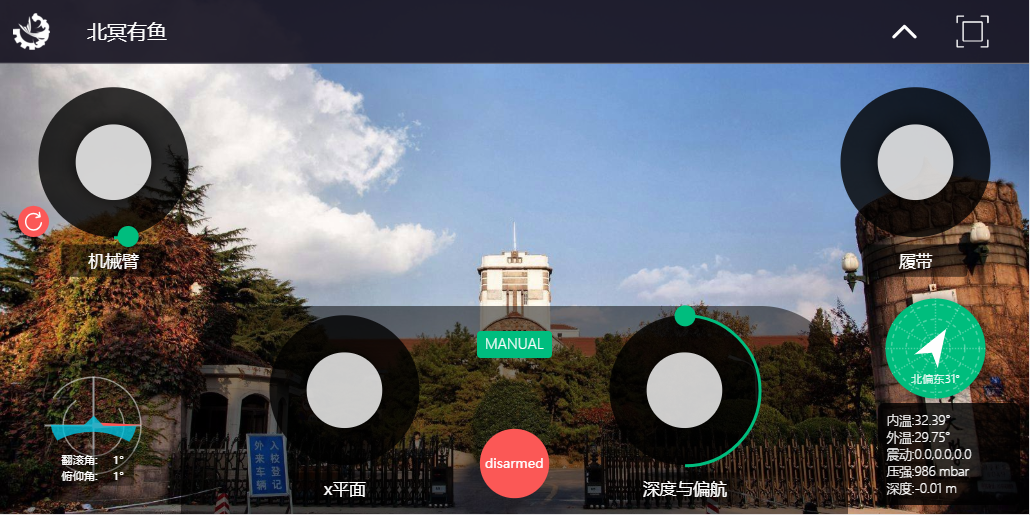 北冥有鱼
机械臂
履带
MANUAL
北偏东31°
内温:32.39°
外温:29.75°
震动:0.0,0.0,0.0
压强:986 mbar
深度:-0.01 m
翻滚角: 1°
俯仰角: 1°
外来车辆
入校登记
disarmed
x平面
深度与偏航